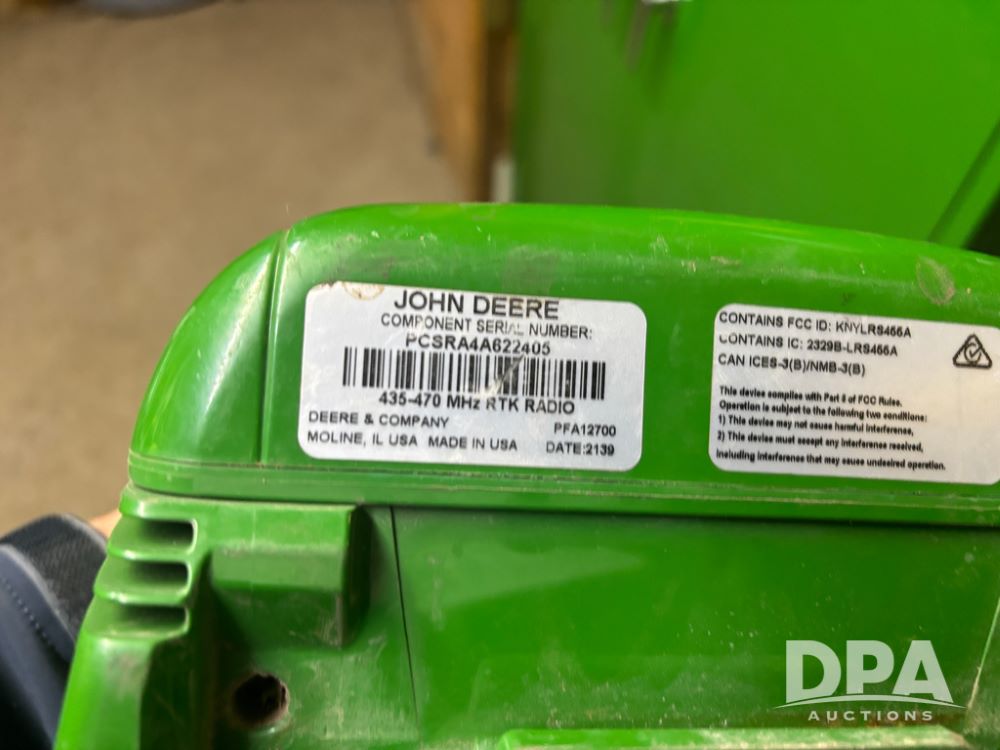 JOHN DEERE
COMPONENT SERIAL NUMBER:
PCSRA4A622405
435-470 MHz RTK RADIO
DEERE & COMPANY PFA12700
MOLINE, IL USA MADE IN USA DATE:2139
CONTAINS FCC ID: KNYLRS466A
CONTAINS IC: 2329B-LRS466A
CAN ICES-3(B)/NMB-3(B)
This device complies with Part 5 of FCC Rules.
Operation is subject to the following two conditions:
1) This device may not cause harmful interference,
2) This device must accept any interference received,
including interference that may cause undesired operation.
DPA
AUCTIONS